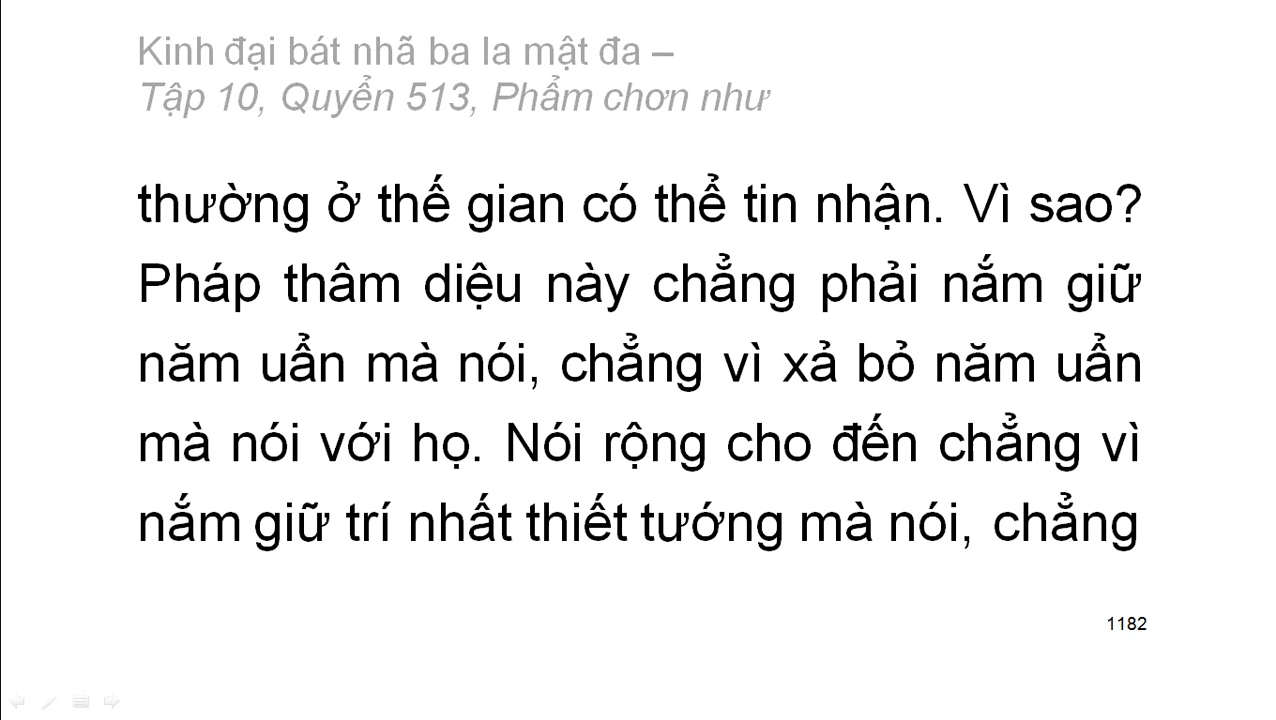 Kinh đại bát nhã ba la mật đa –
Tập 10, Quyển 513, Phẩm chơn như
thường ở thế gian có thể tin nhận. Vì sao?
Pháp thâm diệu này chẳng phải nắm giữ
năm uẩn mà nói, chẳng vì xả bỏ năm uẩn
mà nói với họ. Nói rộng cho đến chẳng vì
nắm giữ trí nhất thiết tướng mà nói, chẳng
1182